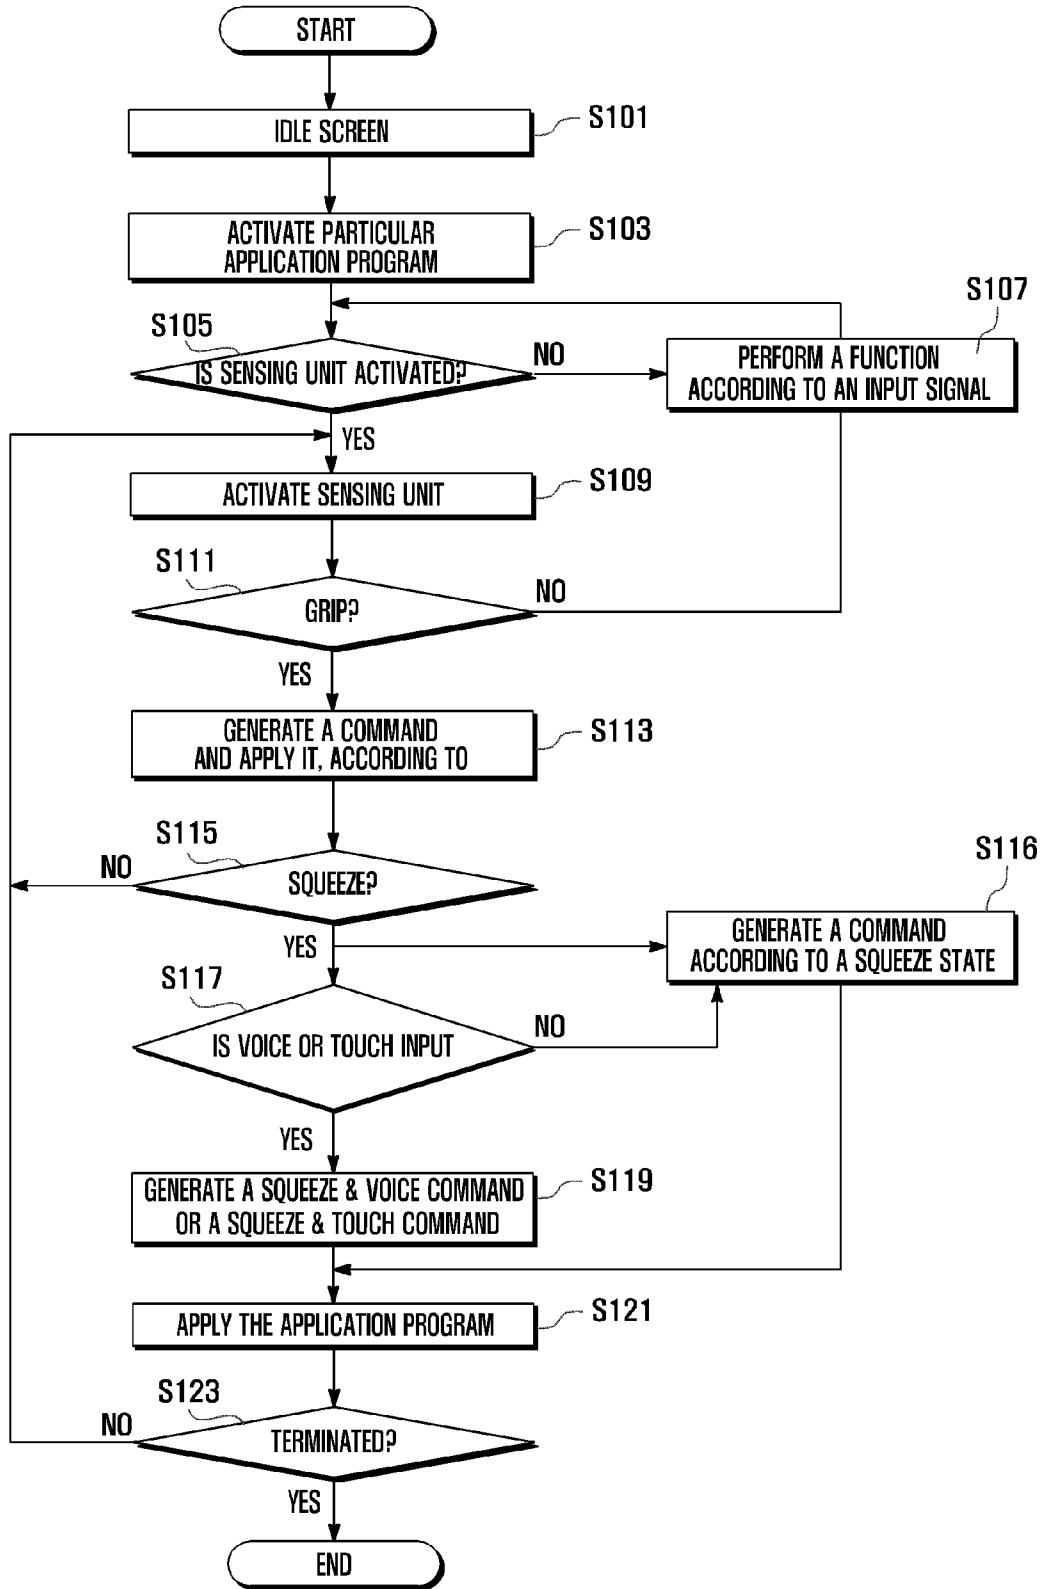 START
IDLE SCREEN
S101
ACTIVATE PARTICULAR
APPLICATION PROGRAM
S103
S105
IS SENSING UNIT ACTIVATED?
NO
S107
PERFORM A FUNCTION
ACCORDING TO AN INPUT SIGNAL
YES
ACTIVATE SENSING UNIT
S109
S111
GRIP?
NO
YES
GENERATE A COMMAND
AND APPLY IT, ACCORDING TO
S113
S115
NO
SQUEEZE?
YES
S116
GENERATE A COMMAND
ACCORDING TO A SQUEEZE STATE
S117
IS VOICE OR TOUCH INPUT
NO
YES
GENERATE A SQUEEZE & VOICE COMMAND
OR A SQUEEZE & TOUCH COMMAND
S119
APPLY THE APPLICATION PROGRAM
S121
S123
NO
TERMINATED?
YES
END